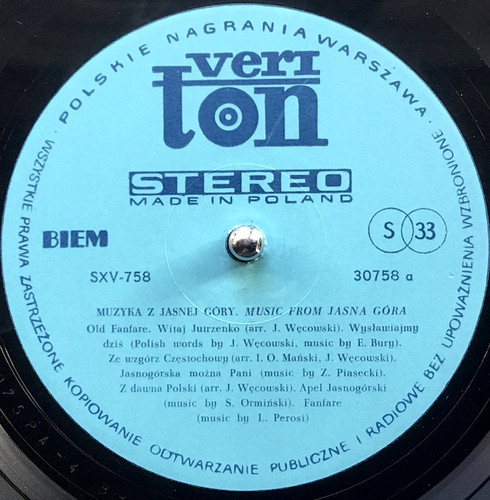 POLSKIE NAGRANIA WARSZAWA ·
veri
ton
STEREO
MADE IN POLAND
BIEM
S 33
SXV-758
30758 a
MUZYKA Z JASNEJ GÓRY. MUSIC FROM JASNA GÓRA
Old Fanfare. Witaj Jutrzenko (arr. J. Węcowski). Wysławiajmy
dziś (Polish words by J. Węcowski, music by E. Bury).
Ze wzgórz Częstochowy (arr. I. O. Mański, J. Węcowski).
Jasnogórska można Pani (music by Z. Piasecki).
Z dawna Polski (arr. J. Węcowski). Apel Jasnogórski
(music by S. Ormiński). Fanfare
(music by L. Perosi)
WSZYSTKIE PRAWA ZASTRZEŻONE KOPIOWANIE ODTWARZANIE PUBLICZNE I RADIOWE BEZ UPOWAŻNIENIA WZBRONIONE ·